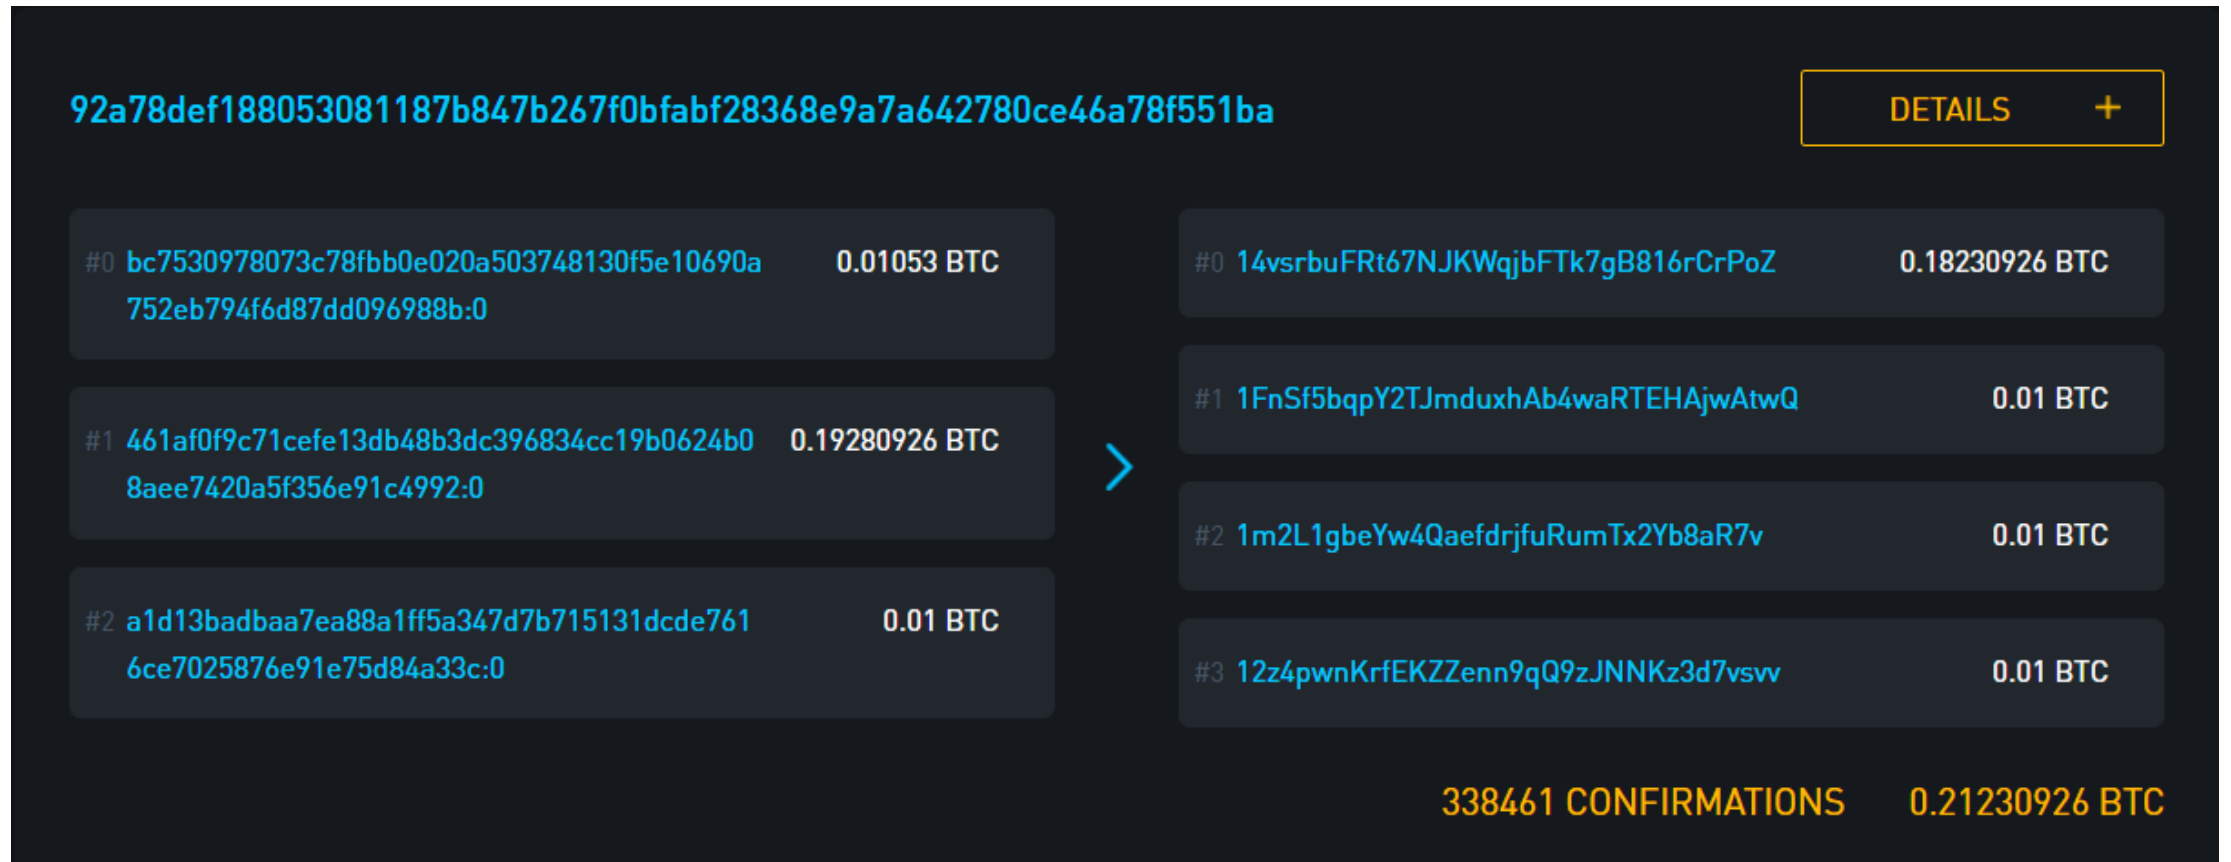 92a78def188053081187b847b267f0bfabf28368e9a7a642780ce46a78f551ba
DETAILS +
#0 bc7530978073c78fbb0e020a503748130f5e10690a 0.01053 BTC
752eb794f6d87dd096988b:0
#1 461af0f9c71cefe13db48b3dc396834cc19b0624b0 0.19280926 BTC
8aee7420a5f356e91c4992:0
#2 a1d13badbaa7ea88a1ff5a347d7b715131dcde761 0.01 BTC
6ce7025876e91e75d84a33c:0
#0 14vsrbuFRt67NJKWqjbFTk7gB816rCrPoZ 0.18230926 BTC
#1 1FnSf5bqpY2TJmduxhAb4waRTEHAjwAtwQ 0.01 BTC
#2 1m2L1gbeYw4QaefdrjfuRumTx2Yb8aR7v 0.01 BTC
#3 12z4pwnKrfEKZZenn9qQ9zJNNKz3d7vsvv 0.01 BTC
338461 CONFIRMATIONS 0.21230926 BTC